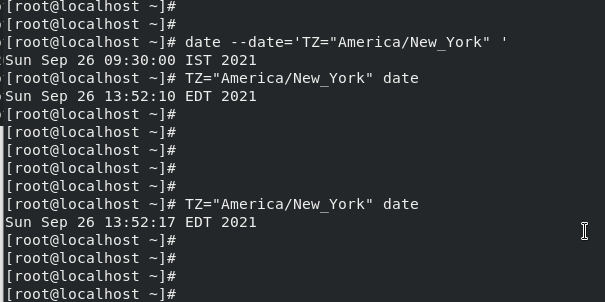 [root@localhost ~]#
[root@localhost ~]#
[root@localhost ~]# date --date='TZ="America/New_York" '
Sun Sep 26 09:30:00 IST 2021
[root@localhost ~]# TZ="America/New_York" date
Sun Sep 26 13:52:10 EDT 2021
[root@localhost ~]#
[root@localhost ~]#
[root@localhost ~]#
[root@localhost ~]#
[root@localhost ~]#
[root@localhost ~]# TZ="America/New_York" date
Sun Sep 26 13:52:17 EDT 2021
[root@localhost ~]#
[root@localhost ~]#
[root@localhost ~]#
[root@localhost ~]#